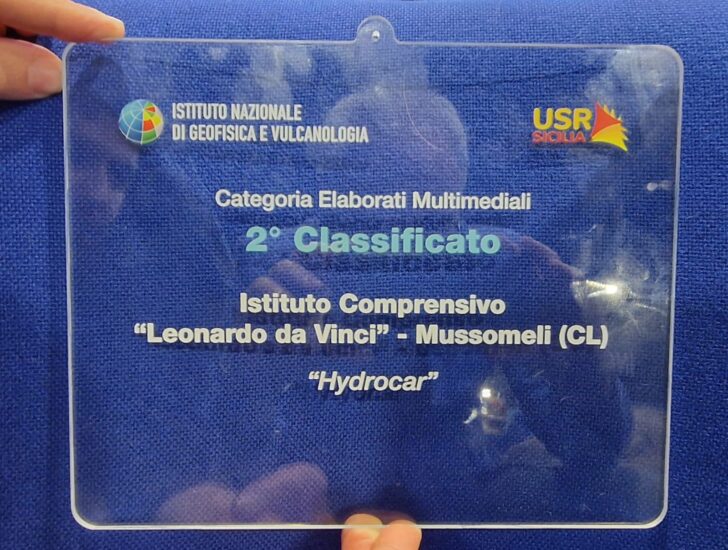 ISTITUTO NAZIONALE
DI GEOFISICA E VULCANOLOGIA
USR
SICILIA
Categoria Elaborati Multimediali
2° Classificato
Istituto Comprensivo
“Leonardo da Vinci” - Mussomeli (CL)
“Hydrocar”